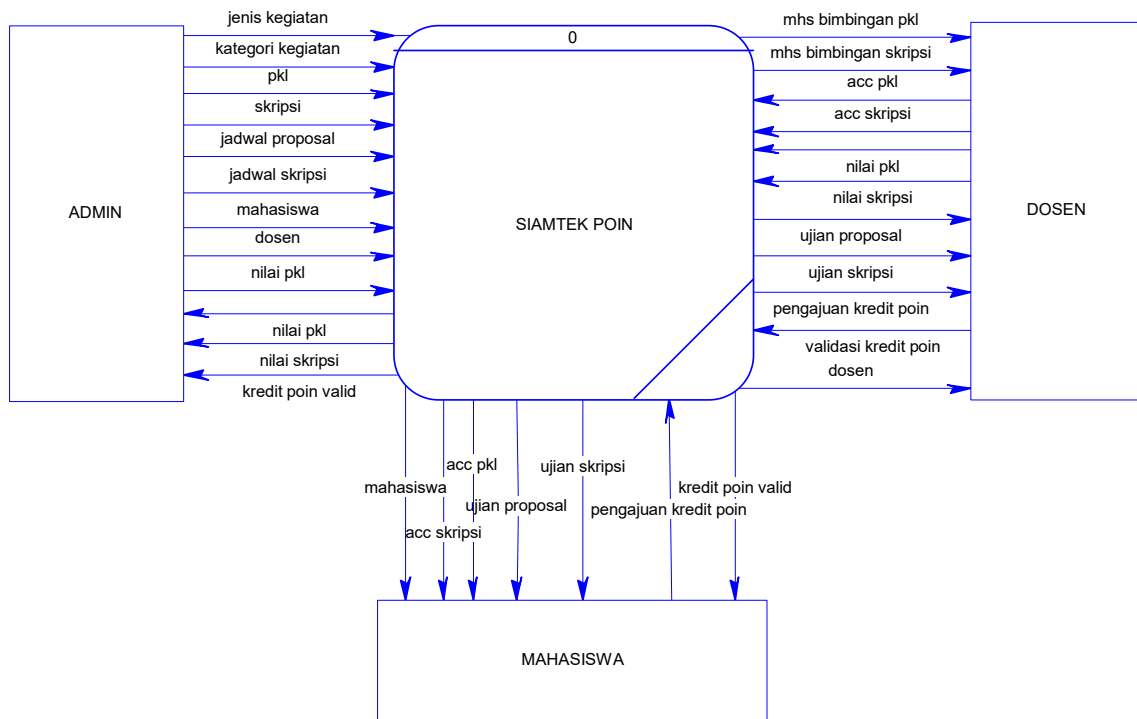 jenis kegiatan
kategori kegiatan
pkl
skripsi
jadwal proposal
jadwal skripsi
mahasiswa
dosen
nilai pkl
nilai pkl
nilai skripsi
kredit poin valid
ADMIN
0
SIAMTEK POIN
mhs bimbingan pkl
mhs bimbingan skripsi
acc pkl
acc skripsi
nilai pkl
nilai skripsi
ujian proposal
ujian skripsi
pengajuan kredit poin
validasi kredit poin
dosen
DOSEN
mahasiswa
acc skripsi
acc pkl
ujian proposal
ujian skripsi
pengajuan kredit poin
kredit poin valid
MAHASISWA